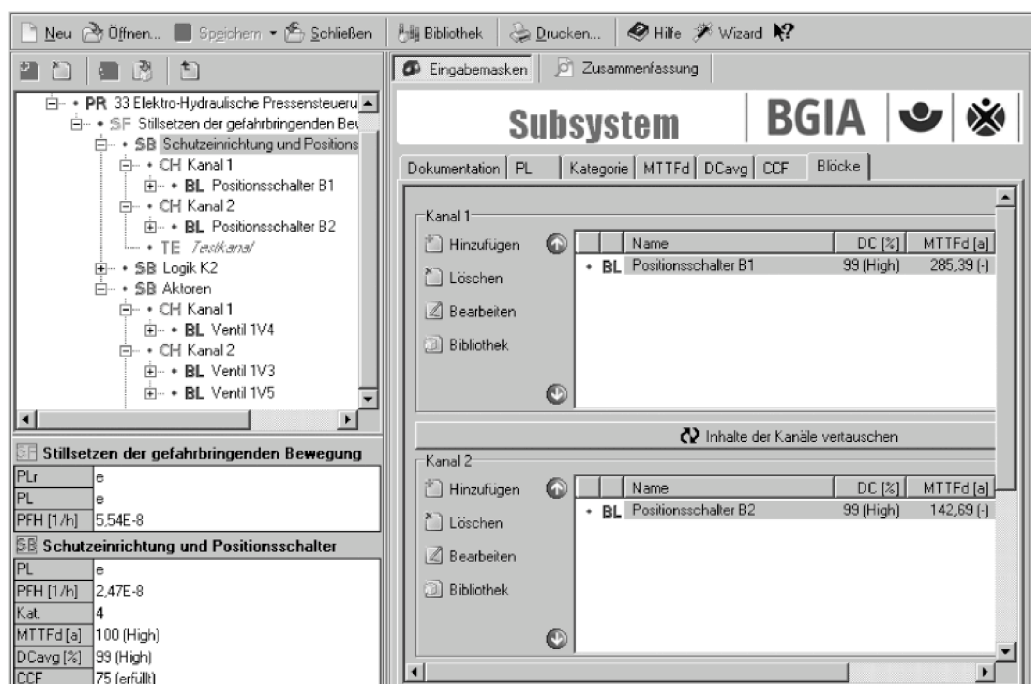 Neu Öffnen... Speichern Schließen Bibliothek Drucken... Hilfe Wizard
Eingabemasken Zusammenfassung
PR 33 Elektro-Hydraulische Pressensteueru
SF Stillsetzen der gefahrbringenden Bev
SB Schutzeinrichtung und Positions
CH Kanal 1
BL Positionsschalter B1
CH Kanal 2
BL Positionsschalter B2
TE Testkanal
SB Logik K2
SB Aktoren
CH Kanal 1
BL Ventil 1V4
CH Kanal 2
BL Ventil 1V3
BL Ventil 1V5
SF Stillsetzen der gefahrbringenden Bewegung
PLr e
PL e
PFH [1/h] 5,54E-8
SB Schutzeinrichtung und Positionsschalter
PL e
PFH [1/h] 2,47E-8
Kat. 4
MTTFd [a] 100 (High)
DCavg [%] 99 (High)
CCF 75 (erfüllt)
Subsystem BGIA
Dokumentation PL Kategorie MTTFd DCavg CCF Blöcke
Kanal 1
Hinzufügen
Löschen
Bearbeiten
Bibliothek
Name DC [%] MTTFd [a]
BL Positionsschalter B1 99 (High) 285,39 (-)
Inhalte der Kanäle vertauschen
Kanal 2
Hinzufügen
Löschen
Bearbeiten
Bibliothek
Name DC [%] MTTFd [a]
BL Positionsschalter B2 99 (High) 142,69 (-)